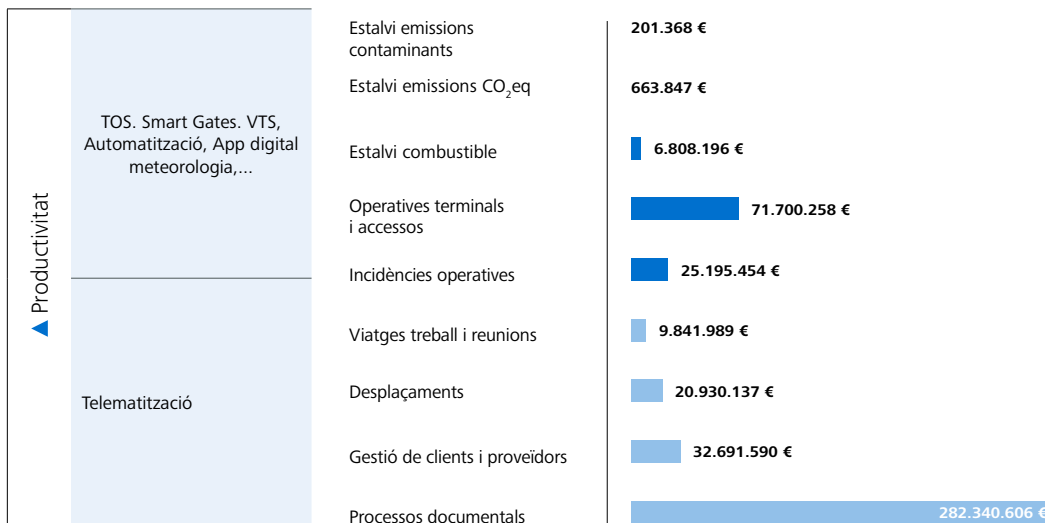 Productivitat
TOS. Smart Gates. VTS,
Automatització, App digital
meteorologia,...
Estalvi emissions
contaminants
201.368 €
Estalvi emissions CO₂eq
663.847 €
Estalvi combustible
6.808.196 €
Operatives terminals
i accessos
71.700.258 €
Incidències operatives
25.195.454 €
Telematització
Viatges treball i reunions
9.841.989 €
Desplaçaments
20.930.137 €
Gestió de clients i proveïdors
32.691.590 €
Processos documentals
282.340.606 €